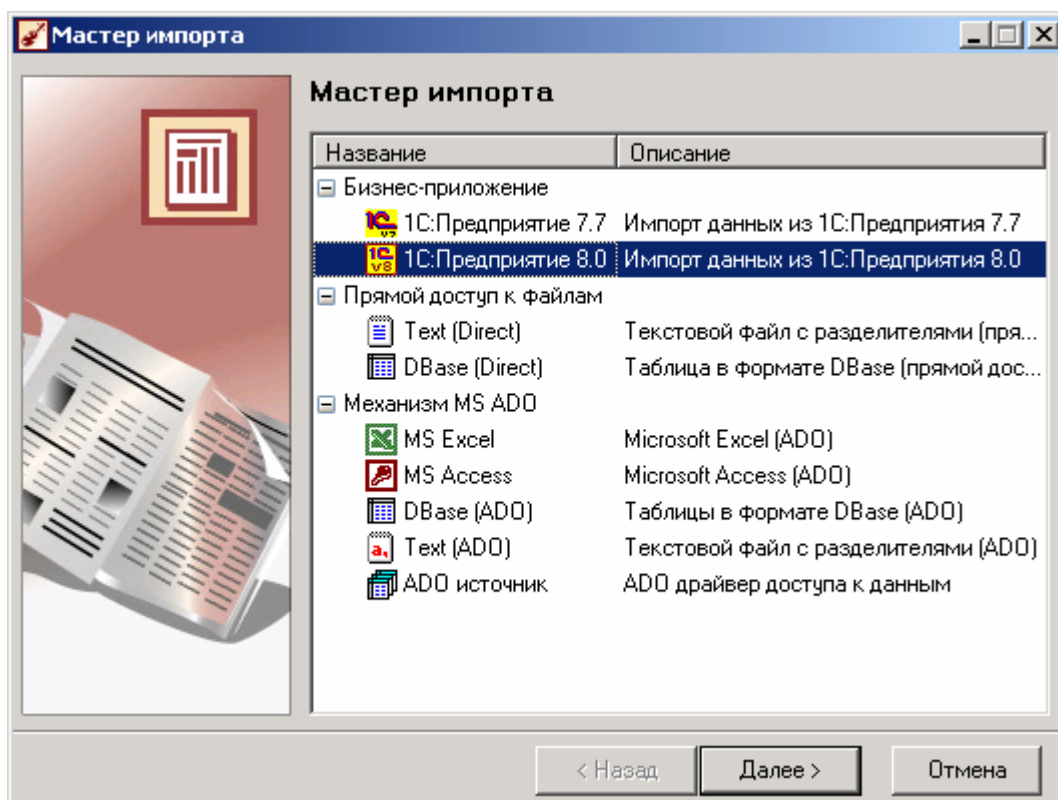 Мастер импорта
Мастер импорта
Название Описание
Бизнес-приложение
1С:Предприятие 7.7 Импорт данных из 1С:Предприятия 7.7
1С:Предприятие 8.0 Импорт данных из 1С:Предприятия 8.0
Прямой доступ к файлам
Text (Direct) Текстовой файл с разделителями (пря...
DBase (Direct) Таблица в формате DBase (прямой дос...
Механизм MS ADO
MS Excel Microsoft Excel (ADO)
MS Access Microsoft Access (ADO)
DBase (ADO) Таблицы в формате DBase (ADO)
Text (ADO) Текстовой файл с разделителями (ADO)
ADO источник ADO драйвер доступа к данным
< Назад Далее > Отмена